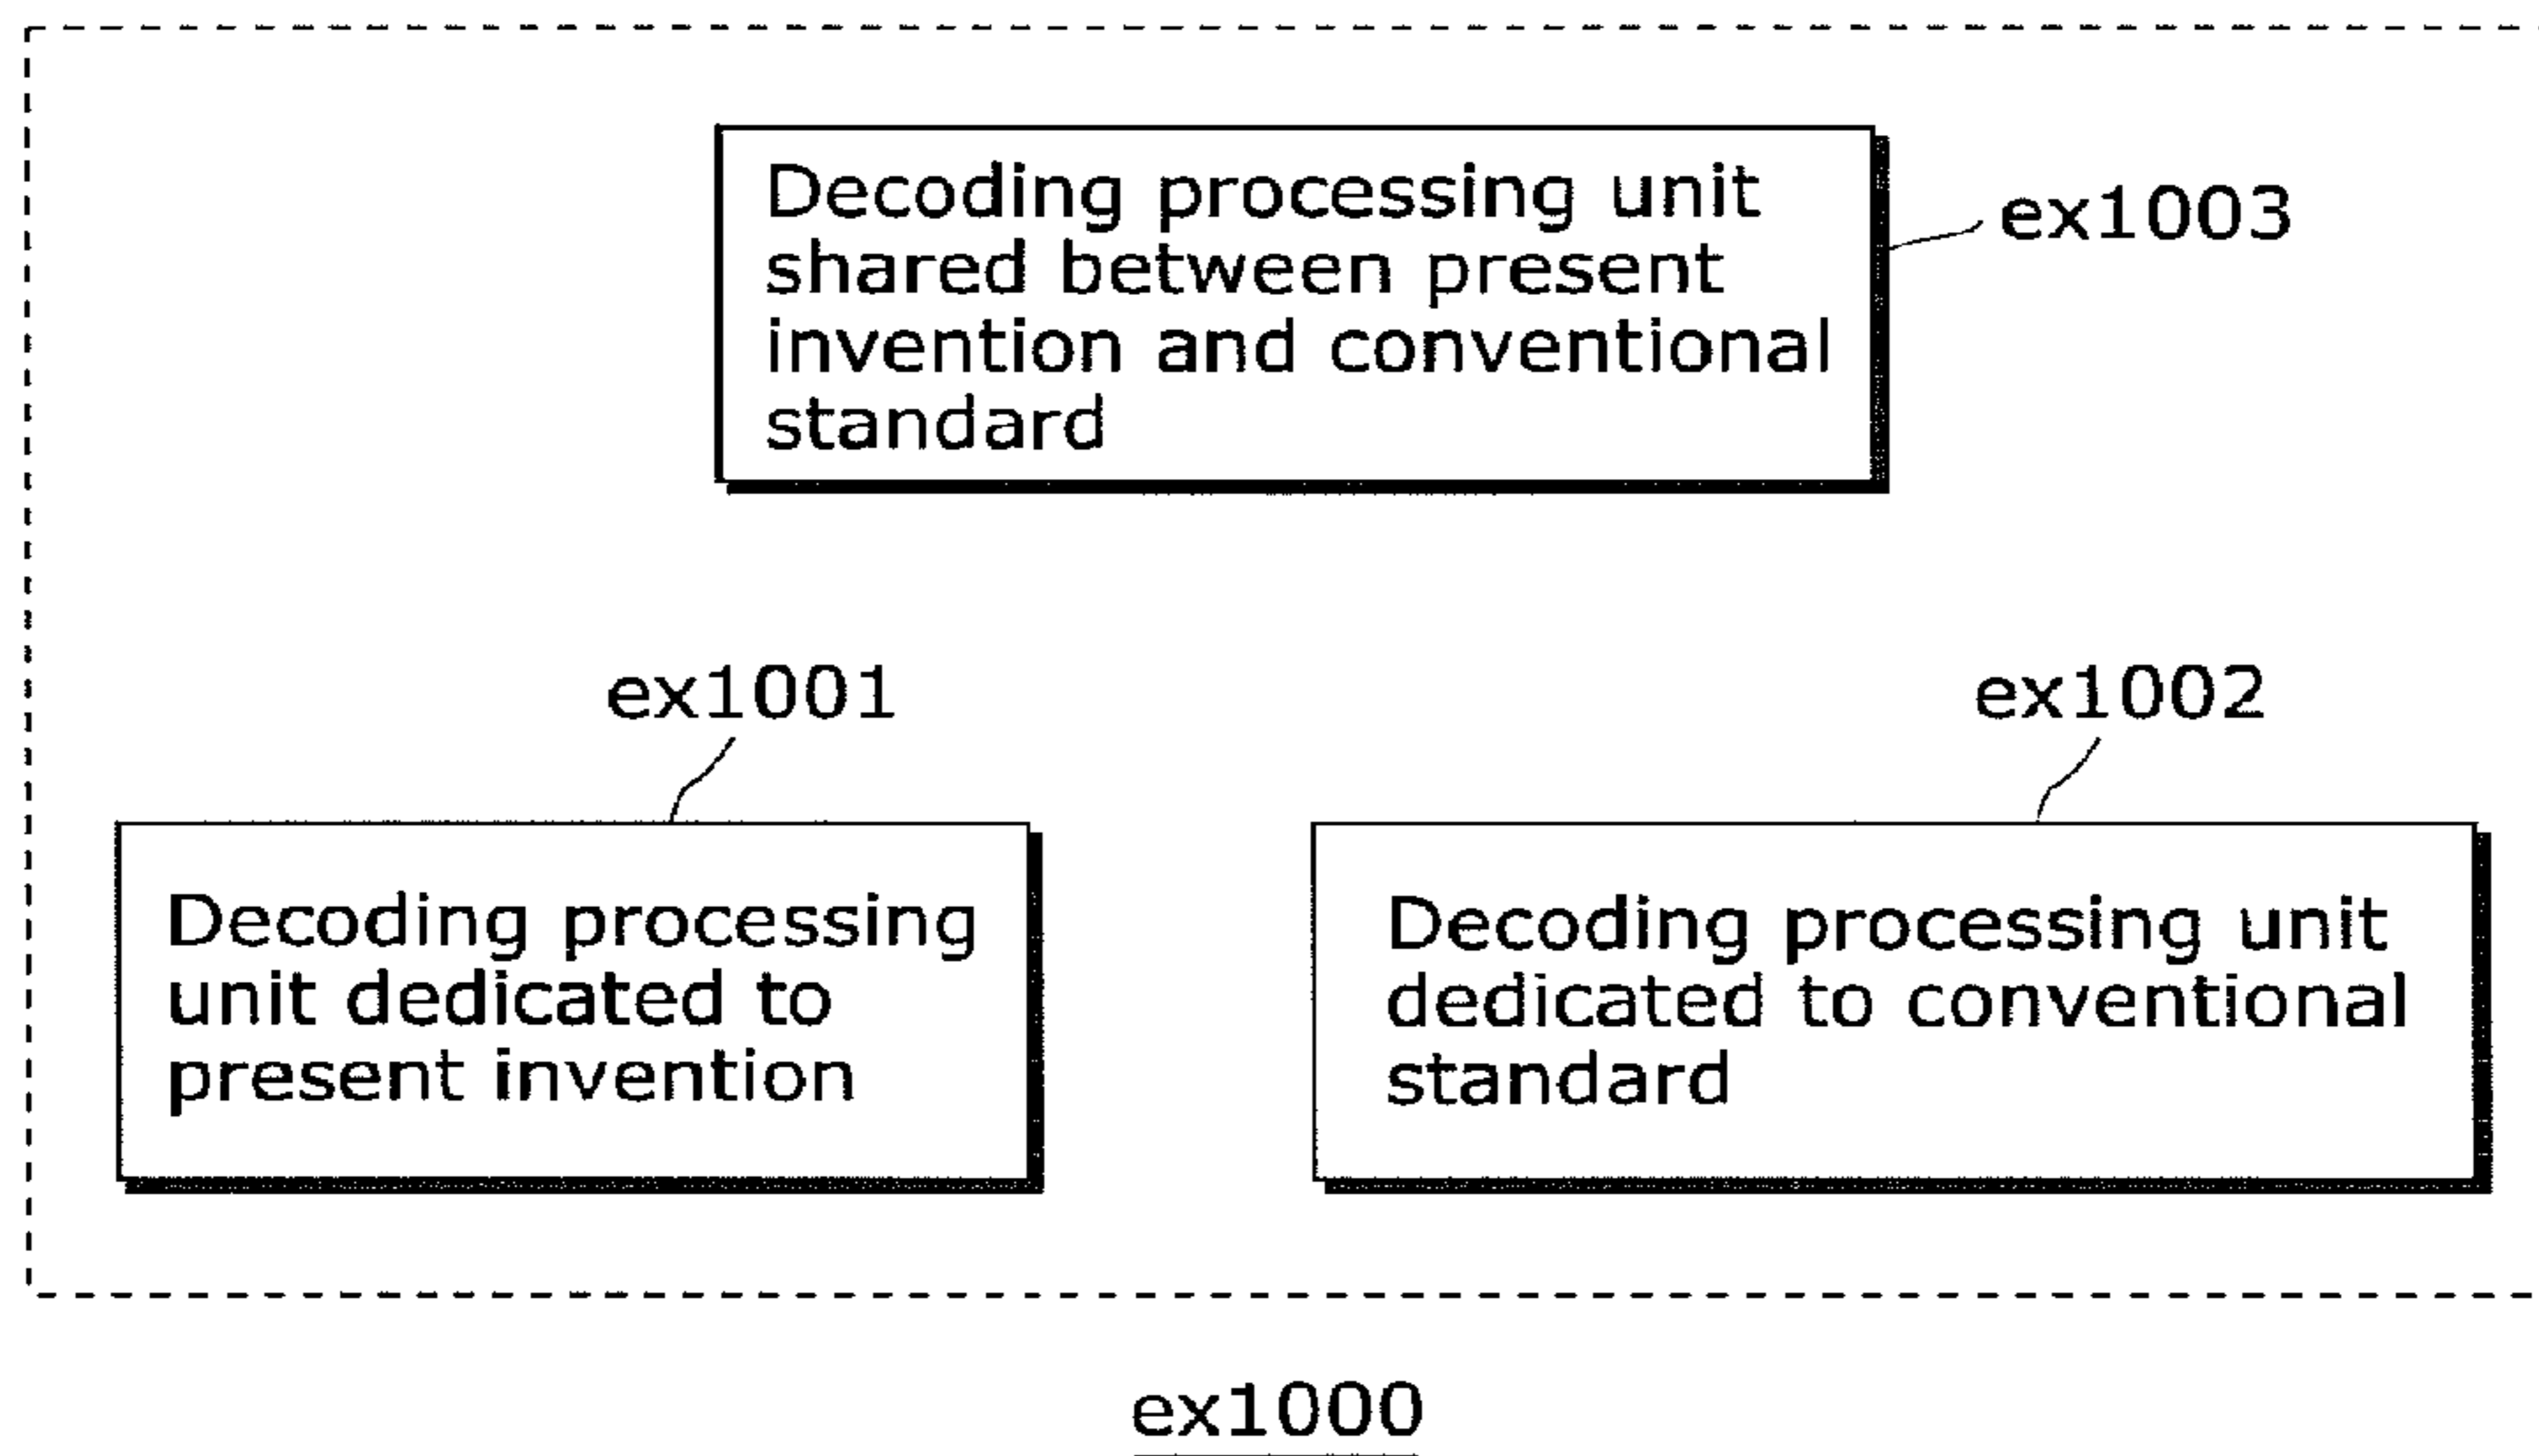 Decoding processing unit
shared between present
invention and conventional
standard
ex1003
ex1001
ex1002
Decoding processing
unit dedicated to
present invention
Decoding processing unit
dedicated to conventional
standard
ex1000